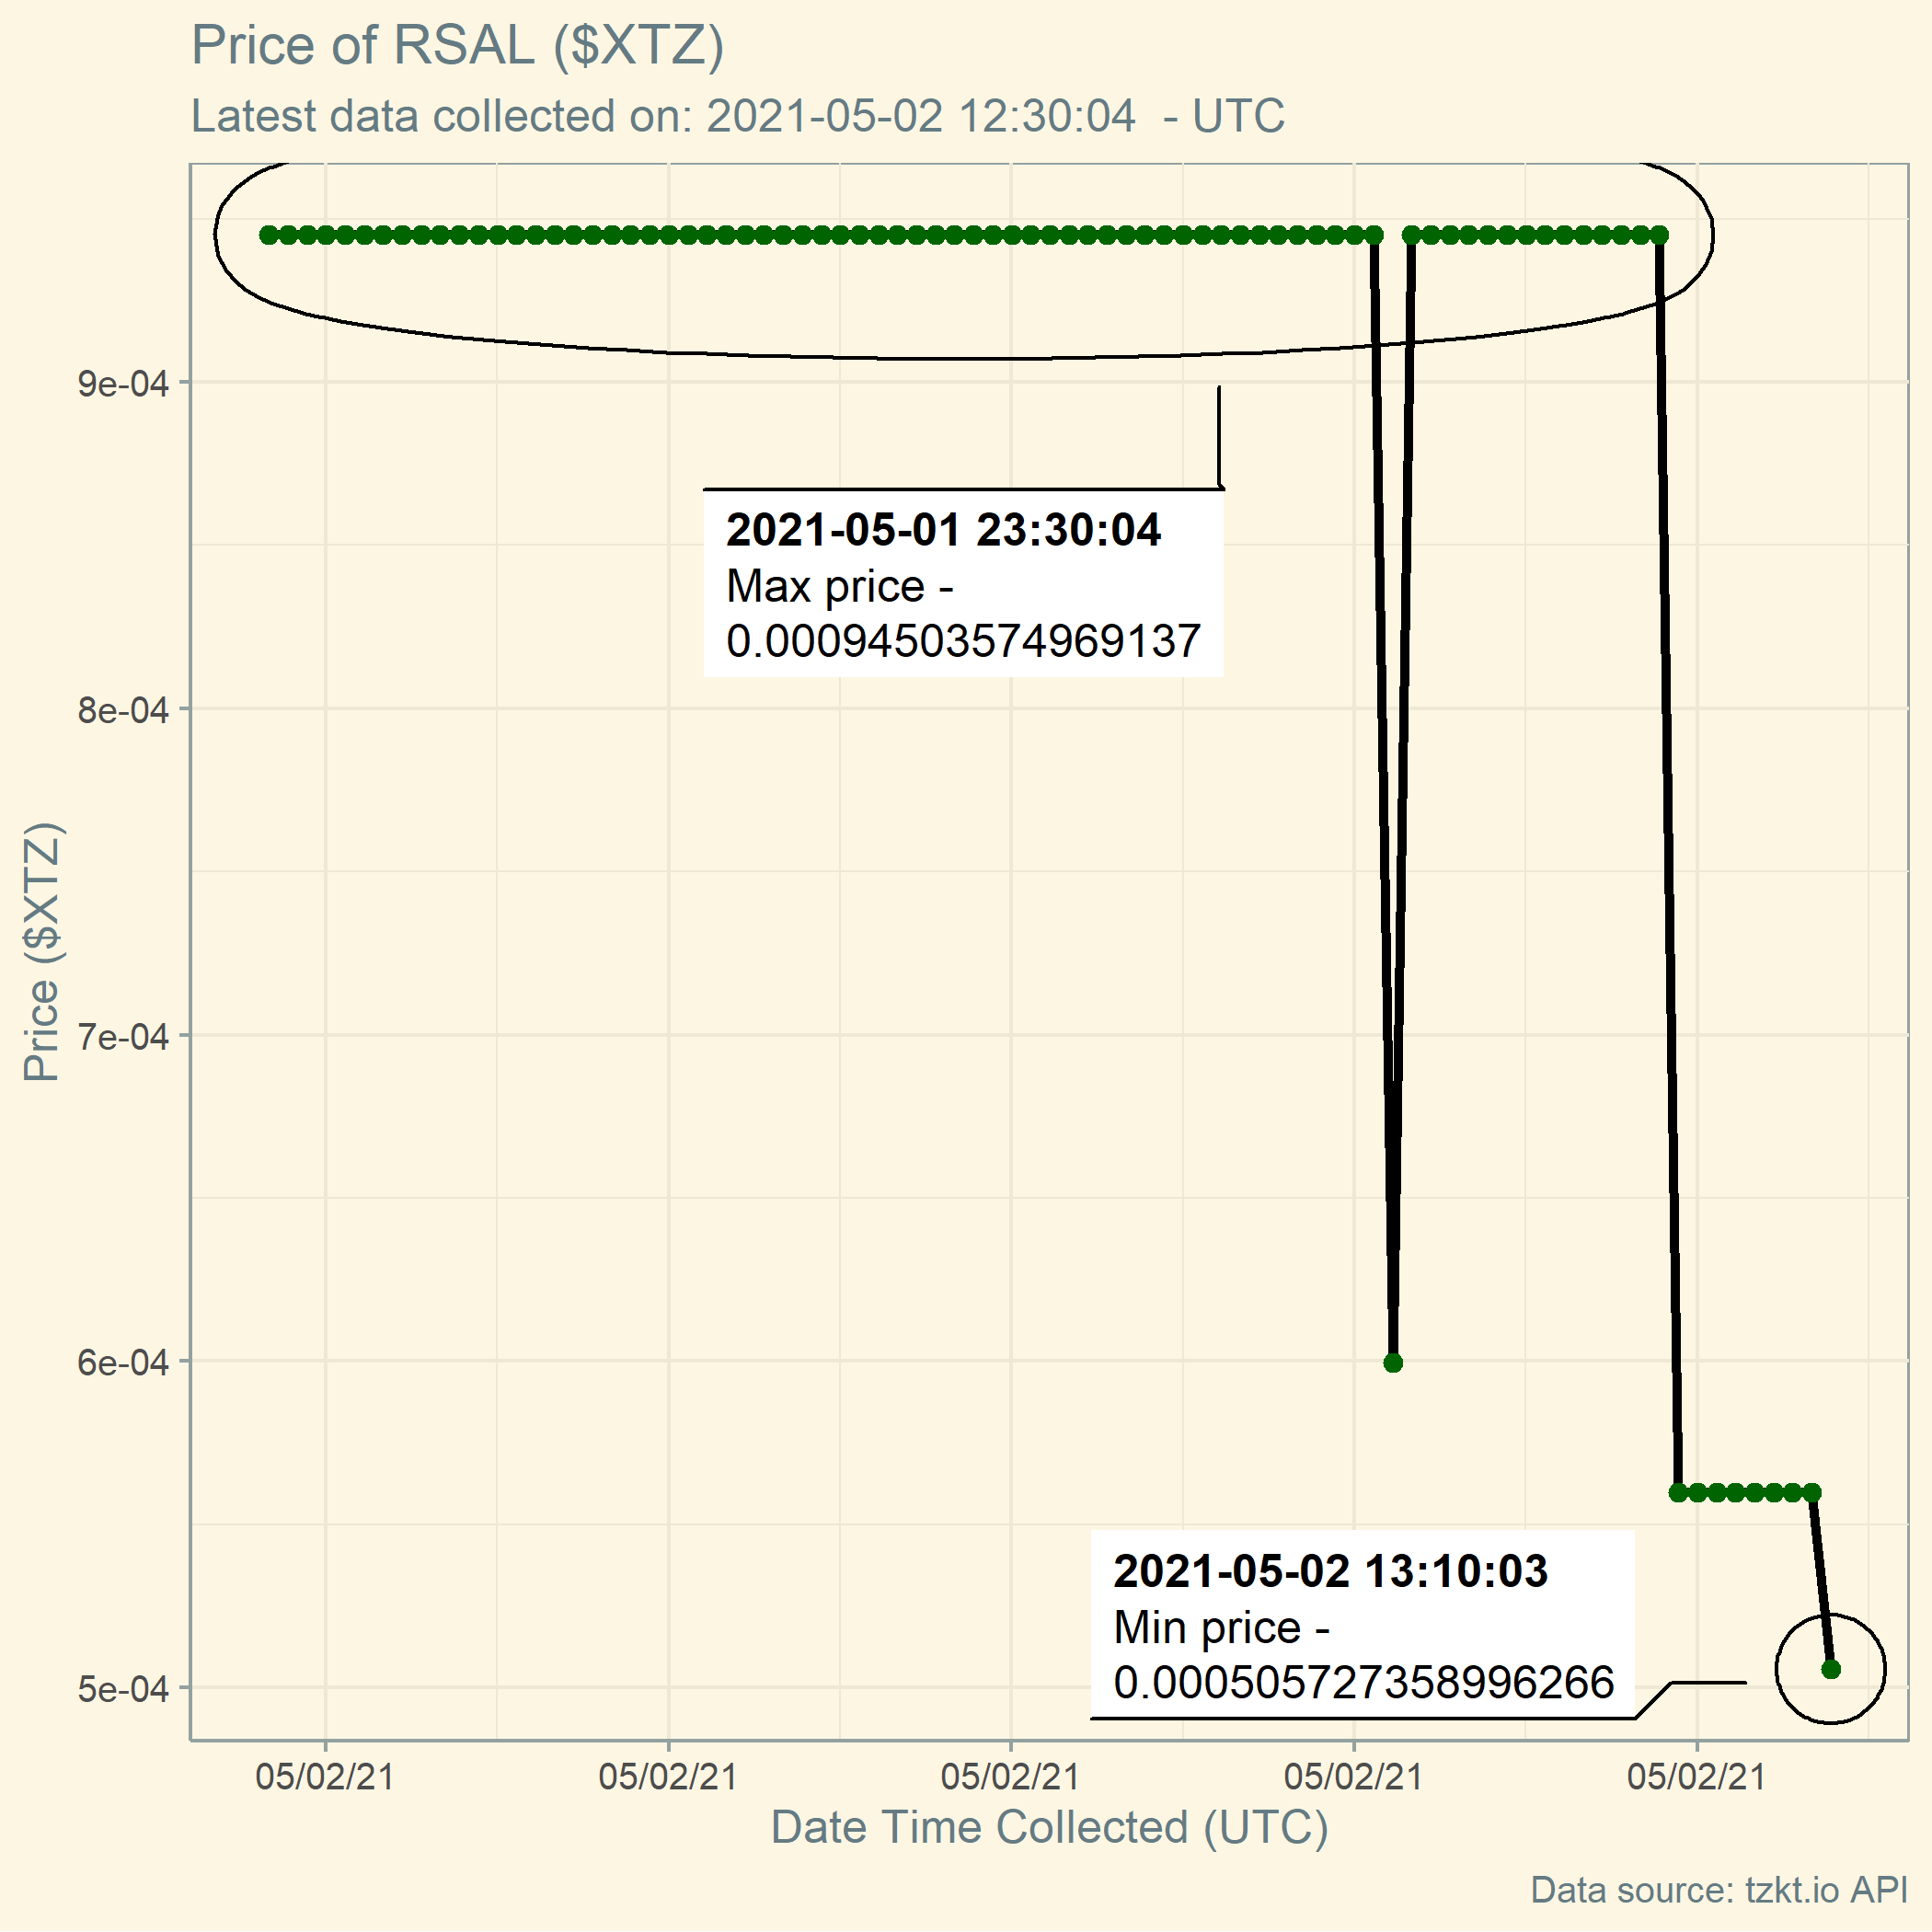 Price of RSAL ($XTZ)
Latest data collected on: 2021-05-02 12:30:04  - UTC
9e-04
8e-04
7e-04
6e-04
5e-04
Price ($XTZ)
2021-05-01 23:30:04
Max price -
0.00094503574969137
2021-05-02 13:10:03
Min price -
0.000505727358996266
05/02/21
05/02/21
05/02/21
05/02/21
05/02/21
Date Time Collected (UTC)
Data source: tzkt.io API